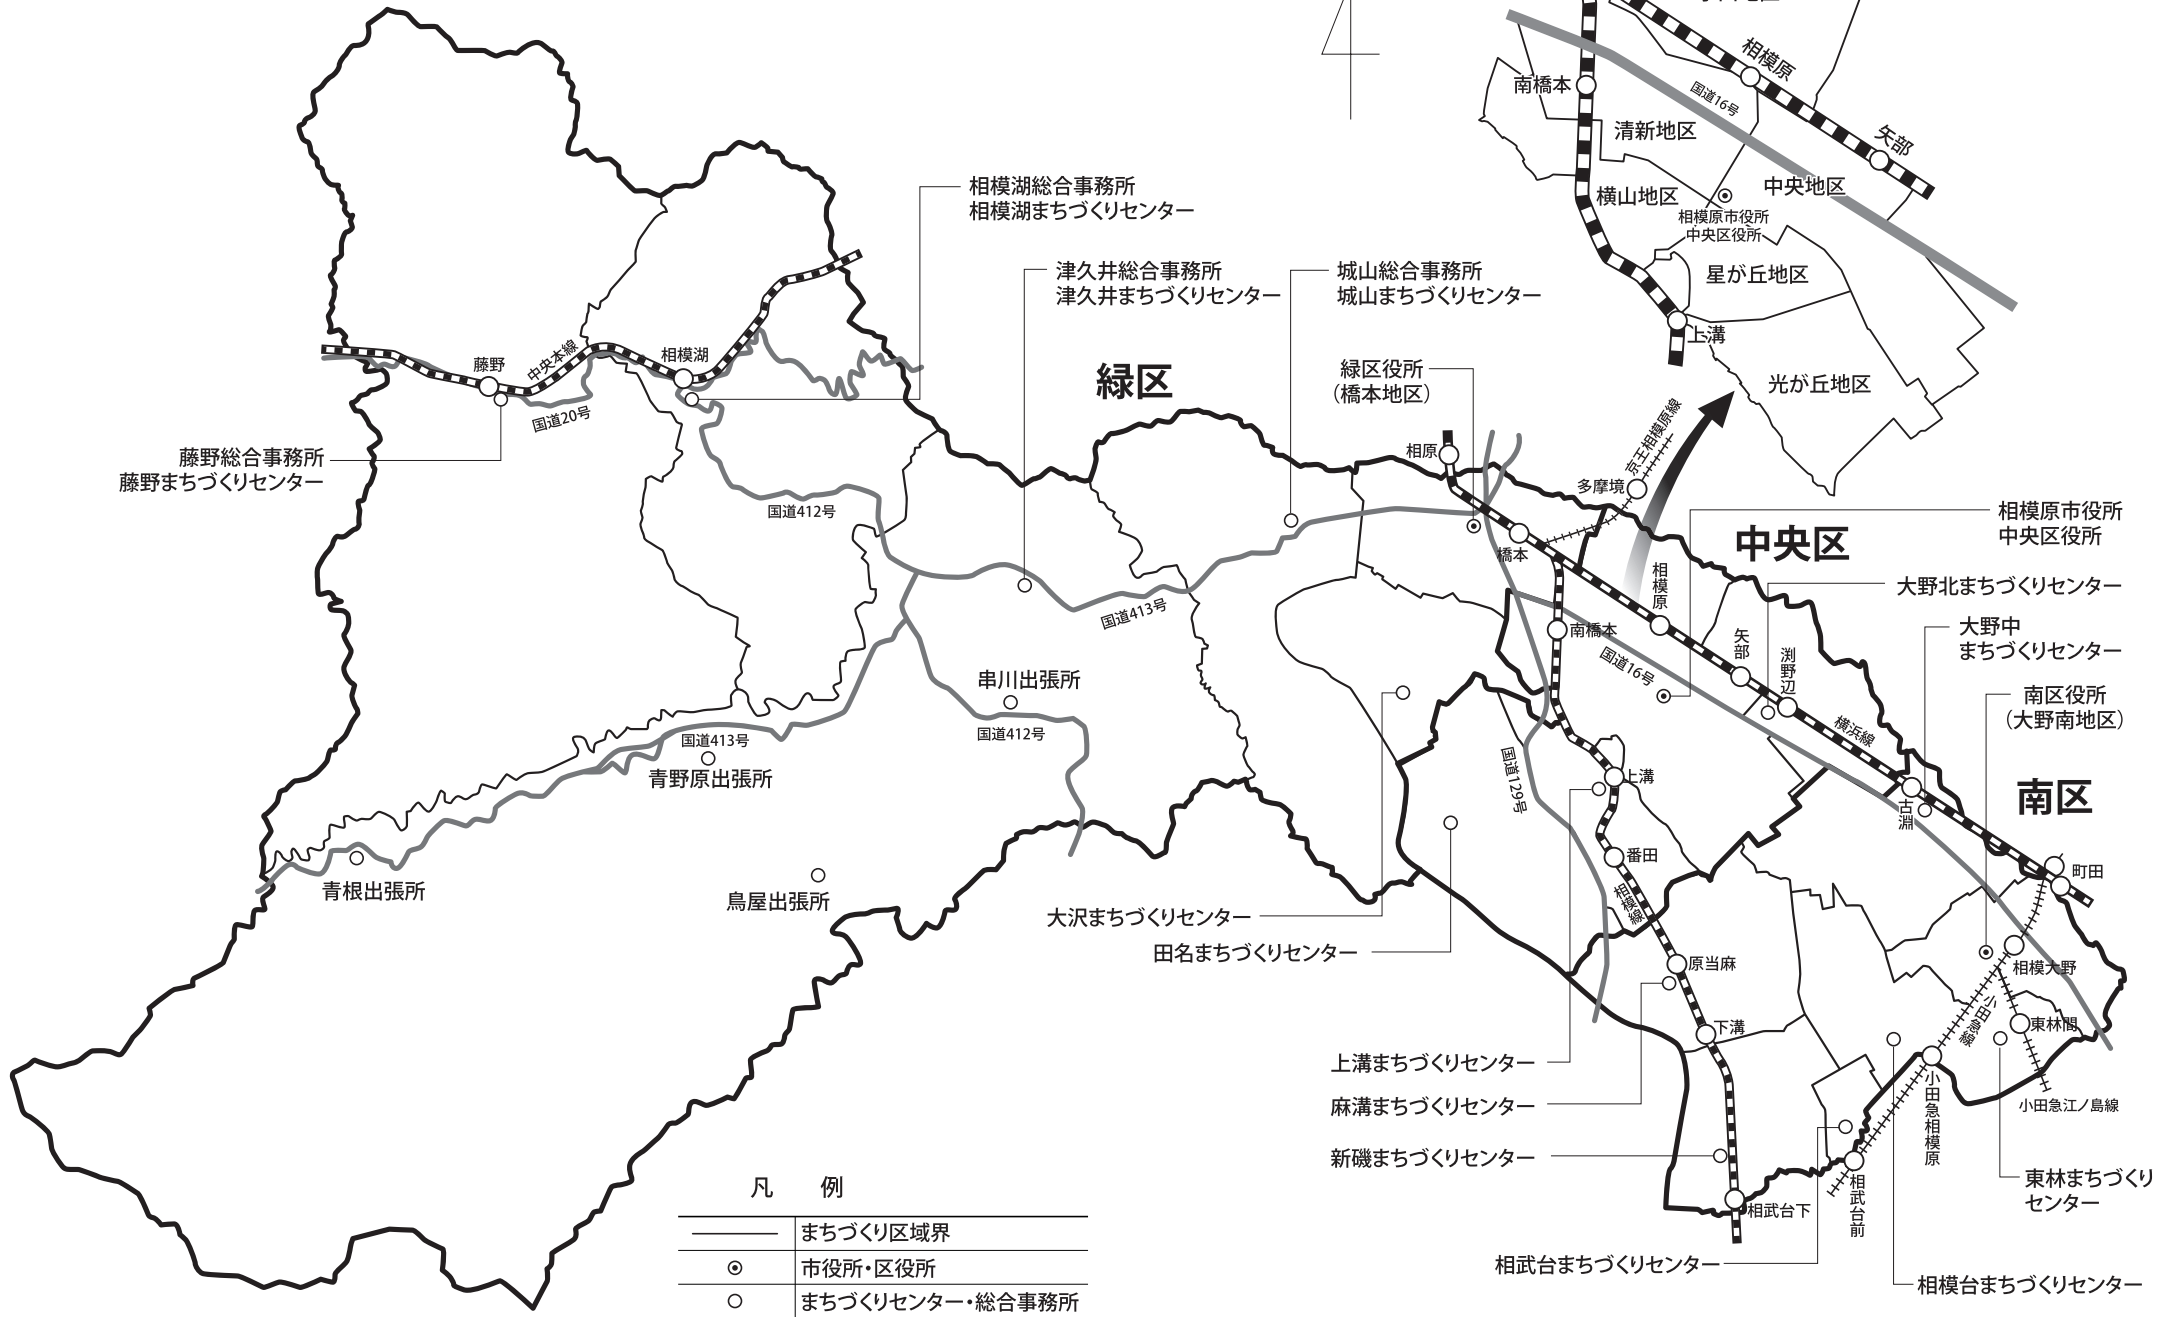 相模原
南橋本
国道16号
清新地区
矢部
中央地区
横山地区
相模原市役所
中央区役所
星が丘地区
上溝
光が丘地区
相模湖総合事務所
相模湖まちづくりセンター
津久井総合事務所
津久井まちづくりセンター
城山総合事務所
城山まちづくりセンター
緑区
緑区役所
（橋本地区）
藤野
中央本線
相模湖
国道20号
藤野総合事務所
藤野まちづくりセンター
国道412号
相原
京王相模原線
多摩境
橋本
中央区
相模原市役所
中央区役所
相模原
大野北まちづくりセンター
大野中
まちづくりセンター
国道413号
南橋本
矢部
渕野辺
国道16号
南区役所
（大野南地区）
横浜線
串川出張所
国道412号
国道413号
青野原出張所
国道129号
上溝
南区
古淵
青根出張所
鳥屋出張所
番田
町田
相模線
大沢まちづくりセンター
田名まちづくりセンター
原当麻
相模大野
小田急線
下溝
東林間
上溝まちづくりセンター
麻溝まちづくりセンター
小田急相模原
小田急江ノ島線
新磯まちづくりセンター
東林まちづくり
センター
相武台下
相武台前
相武台まちづくりセンター
相模台まちづくりセンター
凡　例
まちづくり区域界
市役所・区役所
まちづくりセンター・総合事務所